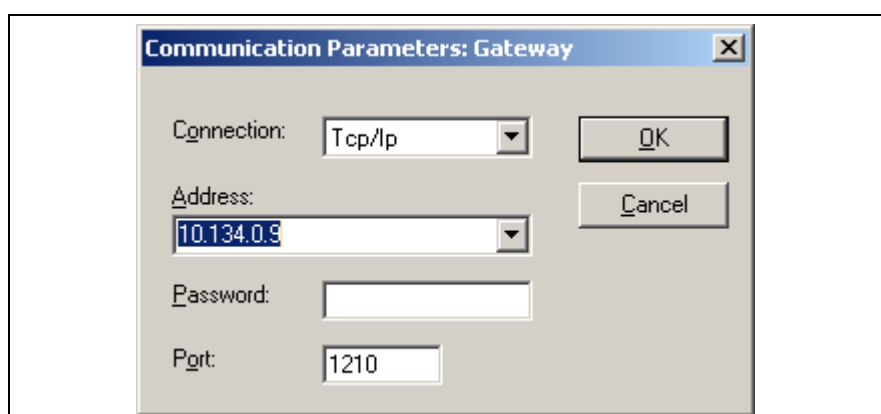 Communication Parameters: Gateway
Connection: Tcp/Ip OK
Address: Cancel
10.134.0.9
Password:
Port: 1210